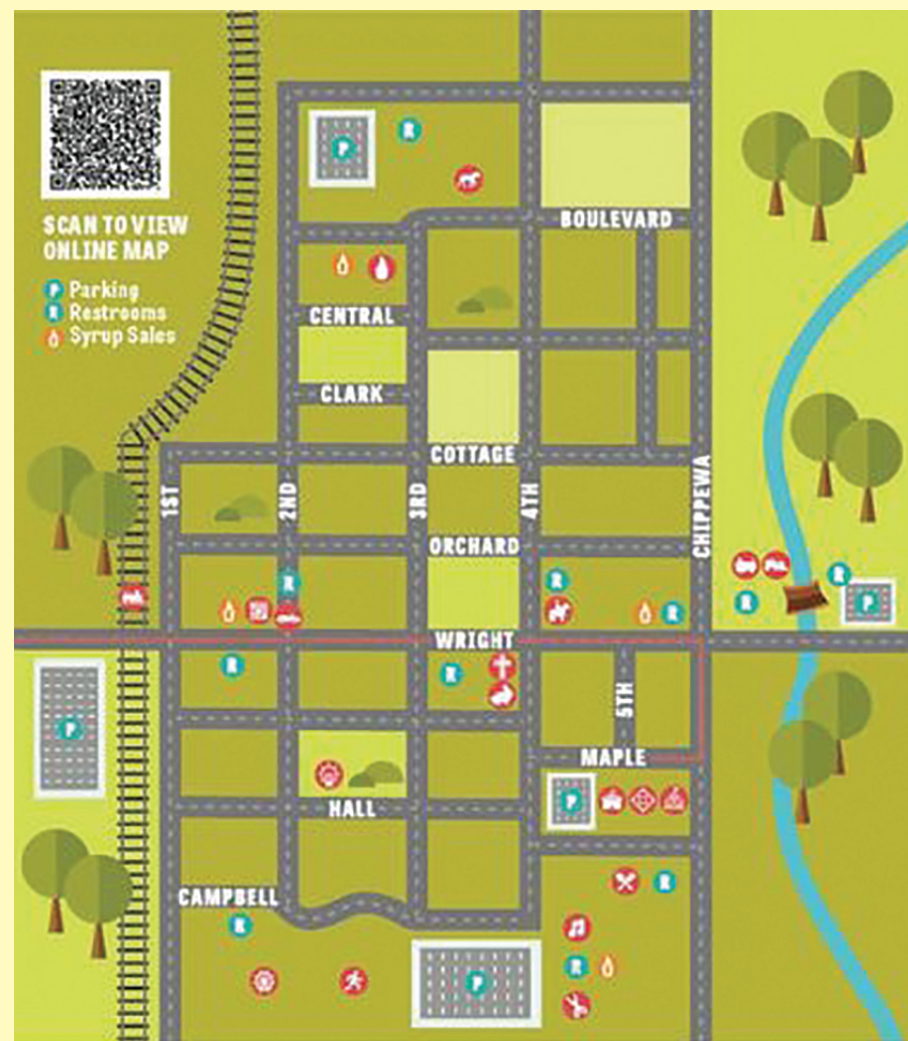 SCAN TO VIEW
ONLINE MAP
P Parking
R Restrooms
Syrup Sales
P
R
BOULEVARD
CENTRAL
CLARK
COTTAGE
1ST
2ND
3RD
4TH
CHIPPEWA
ORCHARD
R
R
R
R
R
P
WRIGHT
R
R
5TH
P
MAPLE
P
HALL
R
CAMPBELL
R
R
P